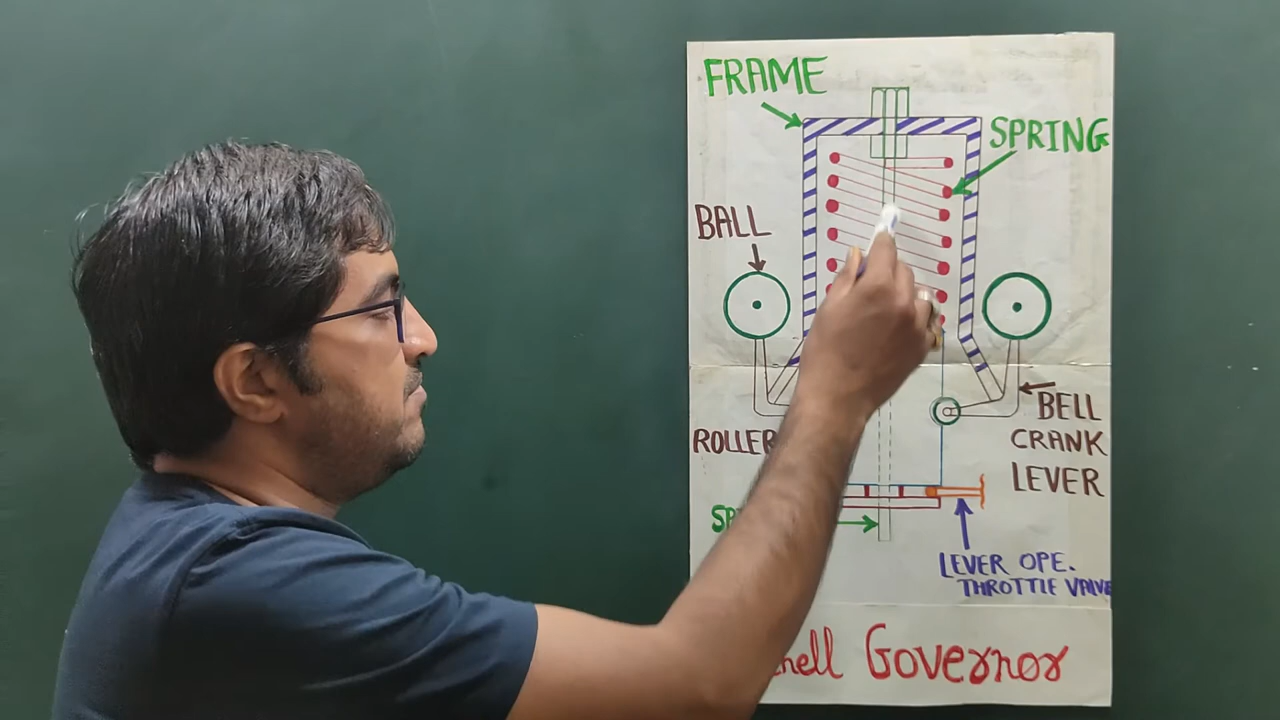 FRAME
SPRING
BALL
ROLLER
BELL
CRANK
LEVER
LEVER OPE.
THROTTLE VALVE
Governor